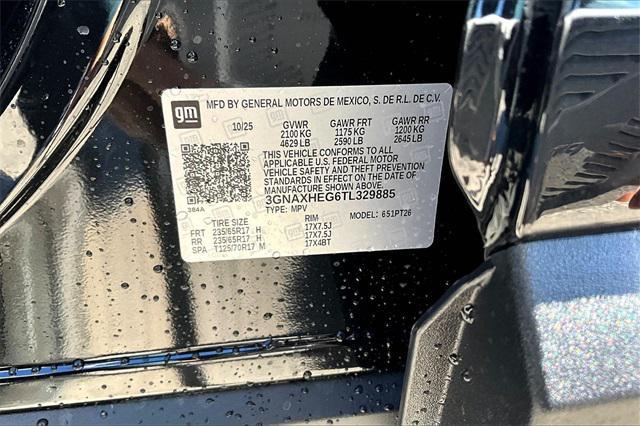 gm MFD BY GENERAL MOTORS DE MEXICO, S. DE R.L. DE C.V.
10/25 GVWR GAWR FRT GAWR RR
2100 KG 1175 KG 1200 KG
4629 LB 2590 LB 2645 LB
THIS VEHICLE CONFORMS TO ALL
APPLICABLE U.S. FEDERAL MOTOR
VEHICLE SAFETY AND THEFT PREVENTION
STANDARDS IN EFFECT ON THE DATE OF
MANUFACTURE SHOWN ABOVE.
3GNAXHEG6TL329885
384A TYPE: MPV MODEL: 651PT26
TIRE SIZE RIM
FRT 235/65R17 H 17X7.5J
RR 235/65R17 H 17X7.5J
SPA T125/70R17 M 17X4BT